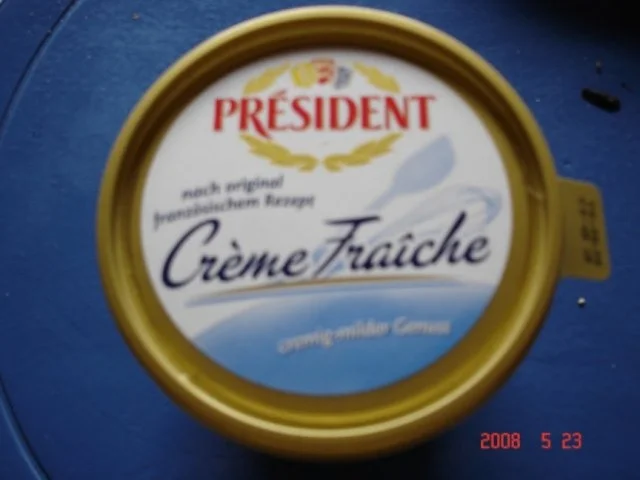 PRÉSIDENT
nach original
französischem Rezept
Crème Fraîche
cremig-milder Genuss
2008 5 23